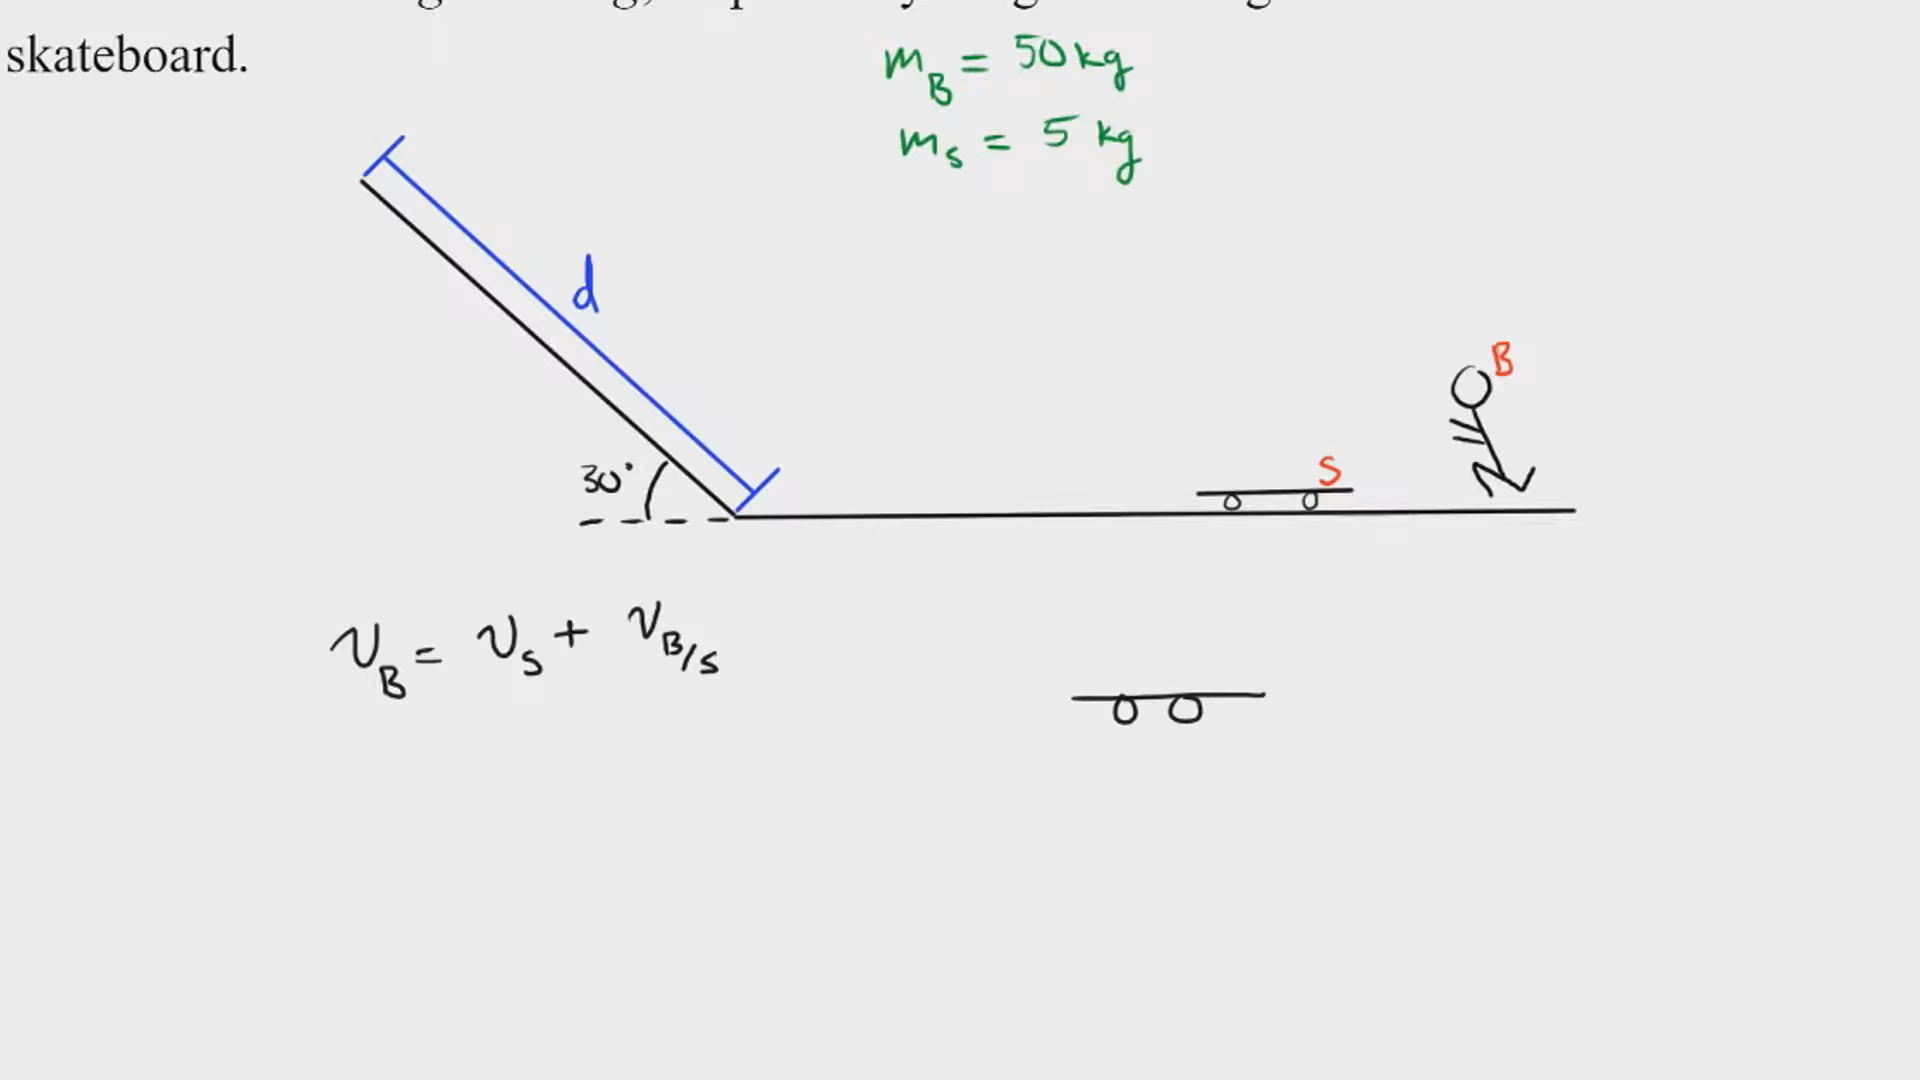 skateboard.
m_B = 50 kg
m_s = 5 kg
d
B
S
30°
v_B = v_s + v_B/s